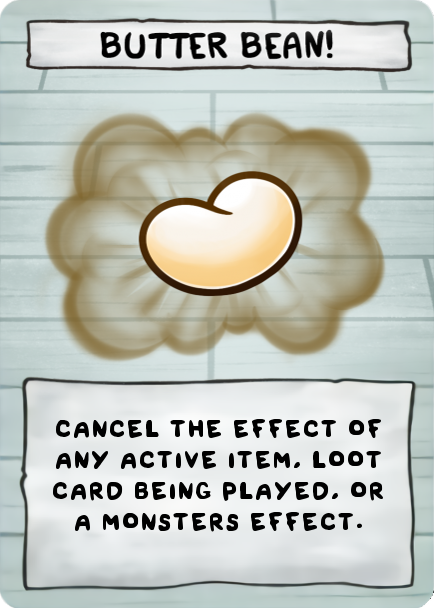 BUTTER BEAN!
CANCEL THE EFFECT OF
ANY ACTIVE ITEM, LOOT
CARD BEING PLAYED, OR
A MONSTERS EFFECT.